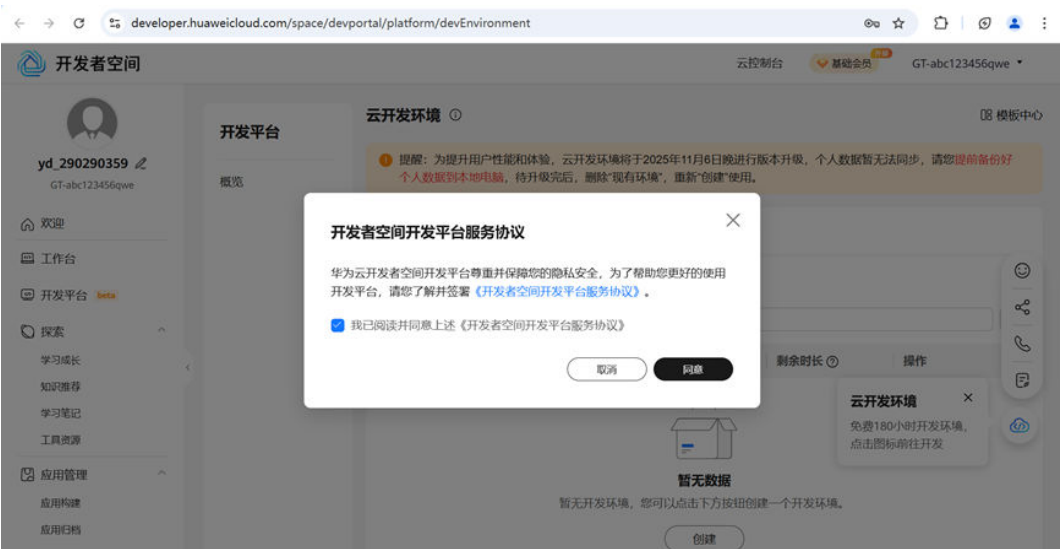 developer.huaweicloud.com/space/devportal/platform/devEnvironment
开发者空间
云控制台
基础会员
GT-abc123456qwe
yd_290290359
GT-abc123456qwe
欢迎
工作台
开发平台 beta
探索
学习成长
知识推荐
学习笔记
工具资源
应用管理
应用构建
应用归档
开发平台
概览
云开发环境
模板中心
提醒：为提升用户性能和体验，云开发环境将于2025年11月6日晚进行版本升级，个人数据暂无法同步，请您提前备份好
个人数据到本地电脑，待升级完后，删除“现有环境”，重新“创建”使用。
开发者空间开发平台服务协议
华为云开发者空间开发平台尊重并保障您的隐私安全，为了帮助您更好的使用
开发平台，请您了解并签署《开发者空间开发平台服务协议》。
我已阅读并同意上述《开发者空间开发平台服务协议》
取消
同意
剩余时长
操作
云开发环境
免费180小时开发环境，
点击图标前往开发
暂无数据
暂无开发环境，您可以点击下方按钮创建一个开发环境。
创建